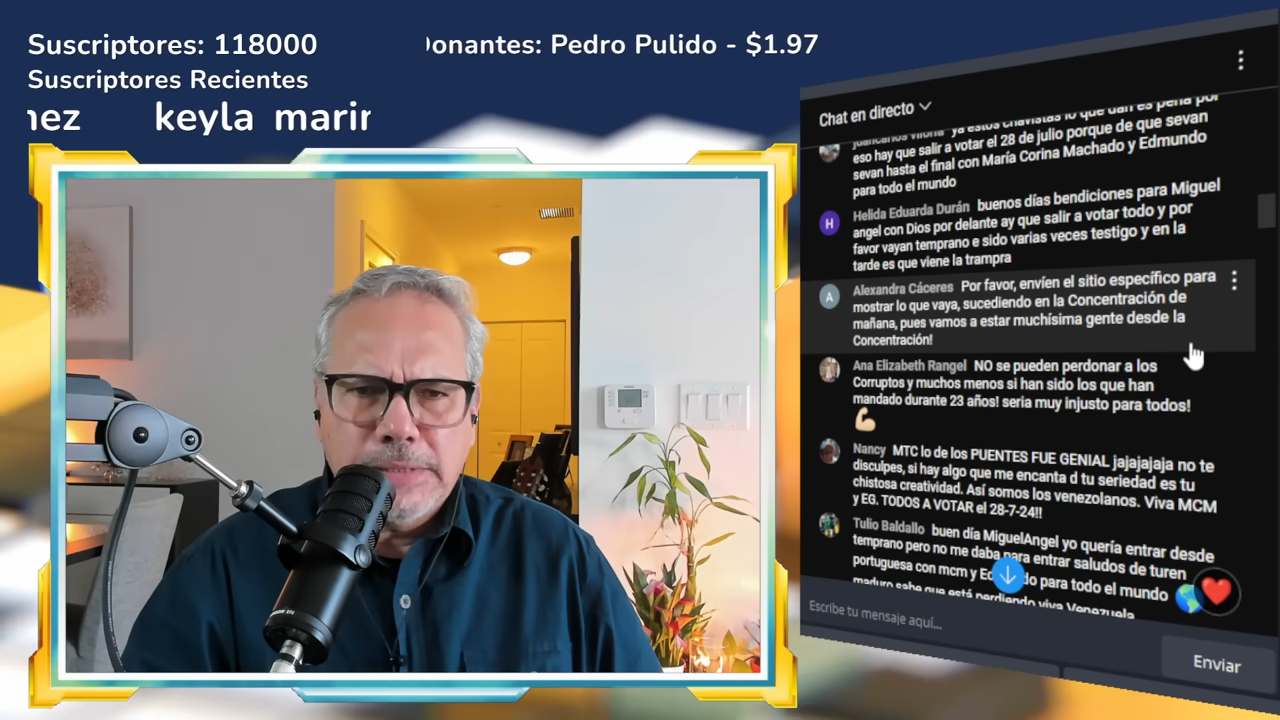 Suscriptores: 118000
Suscriptores Recientes
keyla
Donantes: Pedro Pulido - $1.97
Chat en directo
ya estos chavistas lo que dan es pena por
eso hay que salir a votar el 28 de julio porque de que sevan
sevan hasta el final con María Corina Machado y Edmundo
para todo el mundo
H
Helida Eduarda Durán buenos días bendiciones para Miguel
angel con Dios por delante ay que salir a votar todo y por
favor vayan temprano e sido varias veces testigo y en la
tarde es que viene la trampra
A
Alexandra Cáceres Por favor, envíen el sitio específico para
mostrar lo que vaya, sucediendo en la Concentración de
mañana, pues vamos a estar muchísima gente desde la
Concentración!
Ana Elizabeth Rangel NO se pueden perdonar a los
Corruptos y muchos menos si han sido los que han
mandado durante 23 años! seria muy injusto para todos!
Nancy MTC lo de los PUENTES FUE GENIAL jajajajaja no te
disculpes, si hay algo que me encanta d tu seriedad es tu
chistosa creatividad. Así somos los venezolanos. Viva MCM
y EG. TODOS A VOTAR el 28-7-24!!
Tulio Baldallo buen día MiguelAngel yo quería entrar desde
temprano pero no me daba para entrar saludos de turen
portuguesa con mcm y do para todo el mundo
maduro sabe que está perdiendo viva Venezuela
Escribe tu mensaje aquí...
Enviar